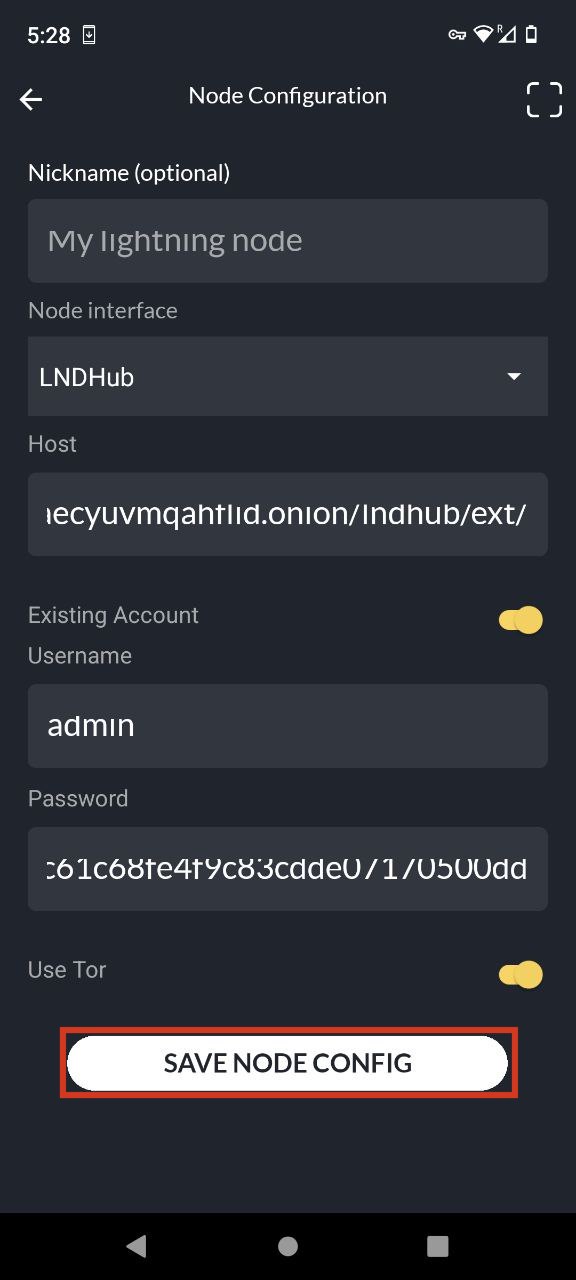 5:28
R
Node Configuration
Nickname (optional)
My lightning node
Node interface
LNDHub
Host
aecyuvmqahflid.onion/lndhub/ext/
Existing Account
Username
admin
Password
c61c68fe4f9c83cdde07170500dd
Use Tor
SAVE NODE CONFIG